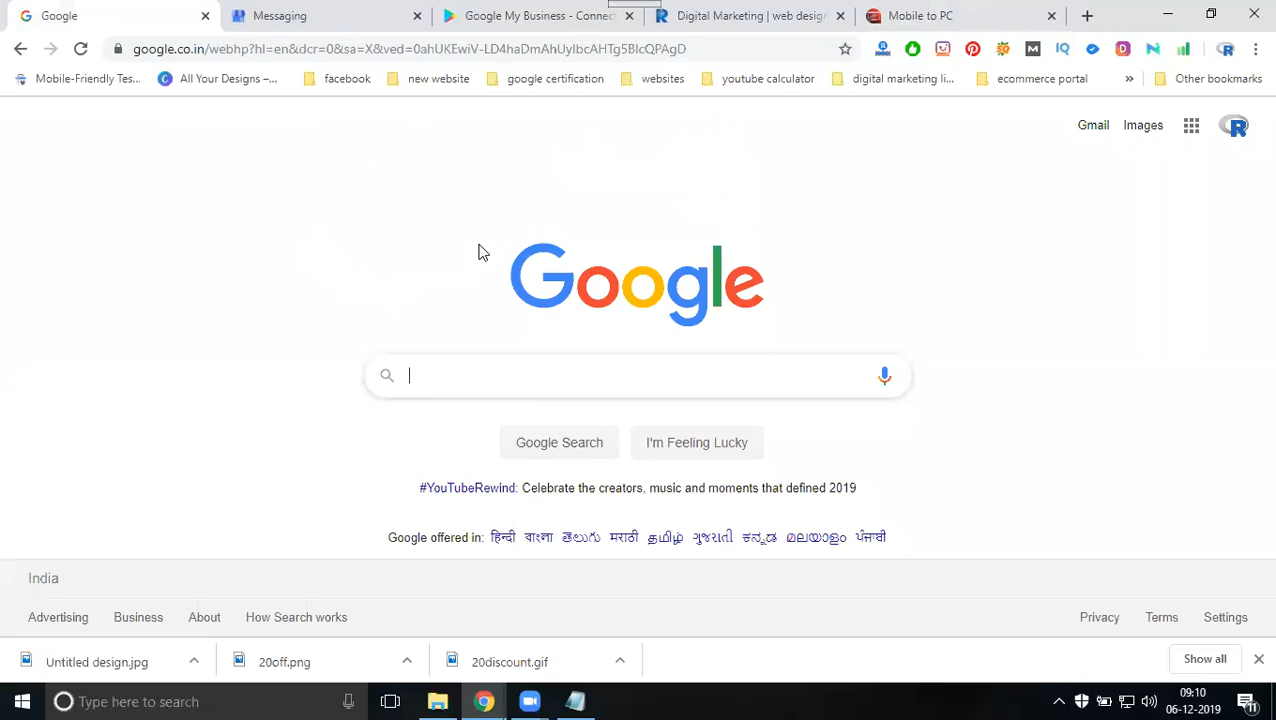 Google
Messaging
Google My Business - Connec
Digital Marketing | web design
Mobile to PC
google.co.in/webhp?hl=en&dcr=0&sa=X&ved=0ahUKEwiV-LD4haDmAhUylbcAHTg5BlcQPAgD
Mobile-Friendly Tes...
All Your Designs –...
facebook
new website
google certification
websites
youtube calculator
digital marketing li...
ecommerce portal
Other bookmarks
Gmail
Images
Google
Google Search
I'm Feeling Lucky
#YouTubeRewind: Celebrate the creators, music and moments that defined 2019
Google offered in: हिन्दी বাংলা తెలుగు मराठी தமிழ் ગુજરાતી ಕನ್ನಡ മലയാളം ਪੰਜਾਬੀ
India
Advertising
Business
About
How Search works
Privacy
Terms
Settings
Untitled design.jpg
20off.png
20discount.gif
Show all
Type here to search
09:10
06-12-2019
11